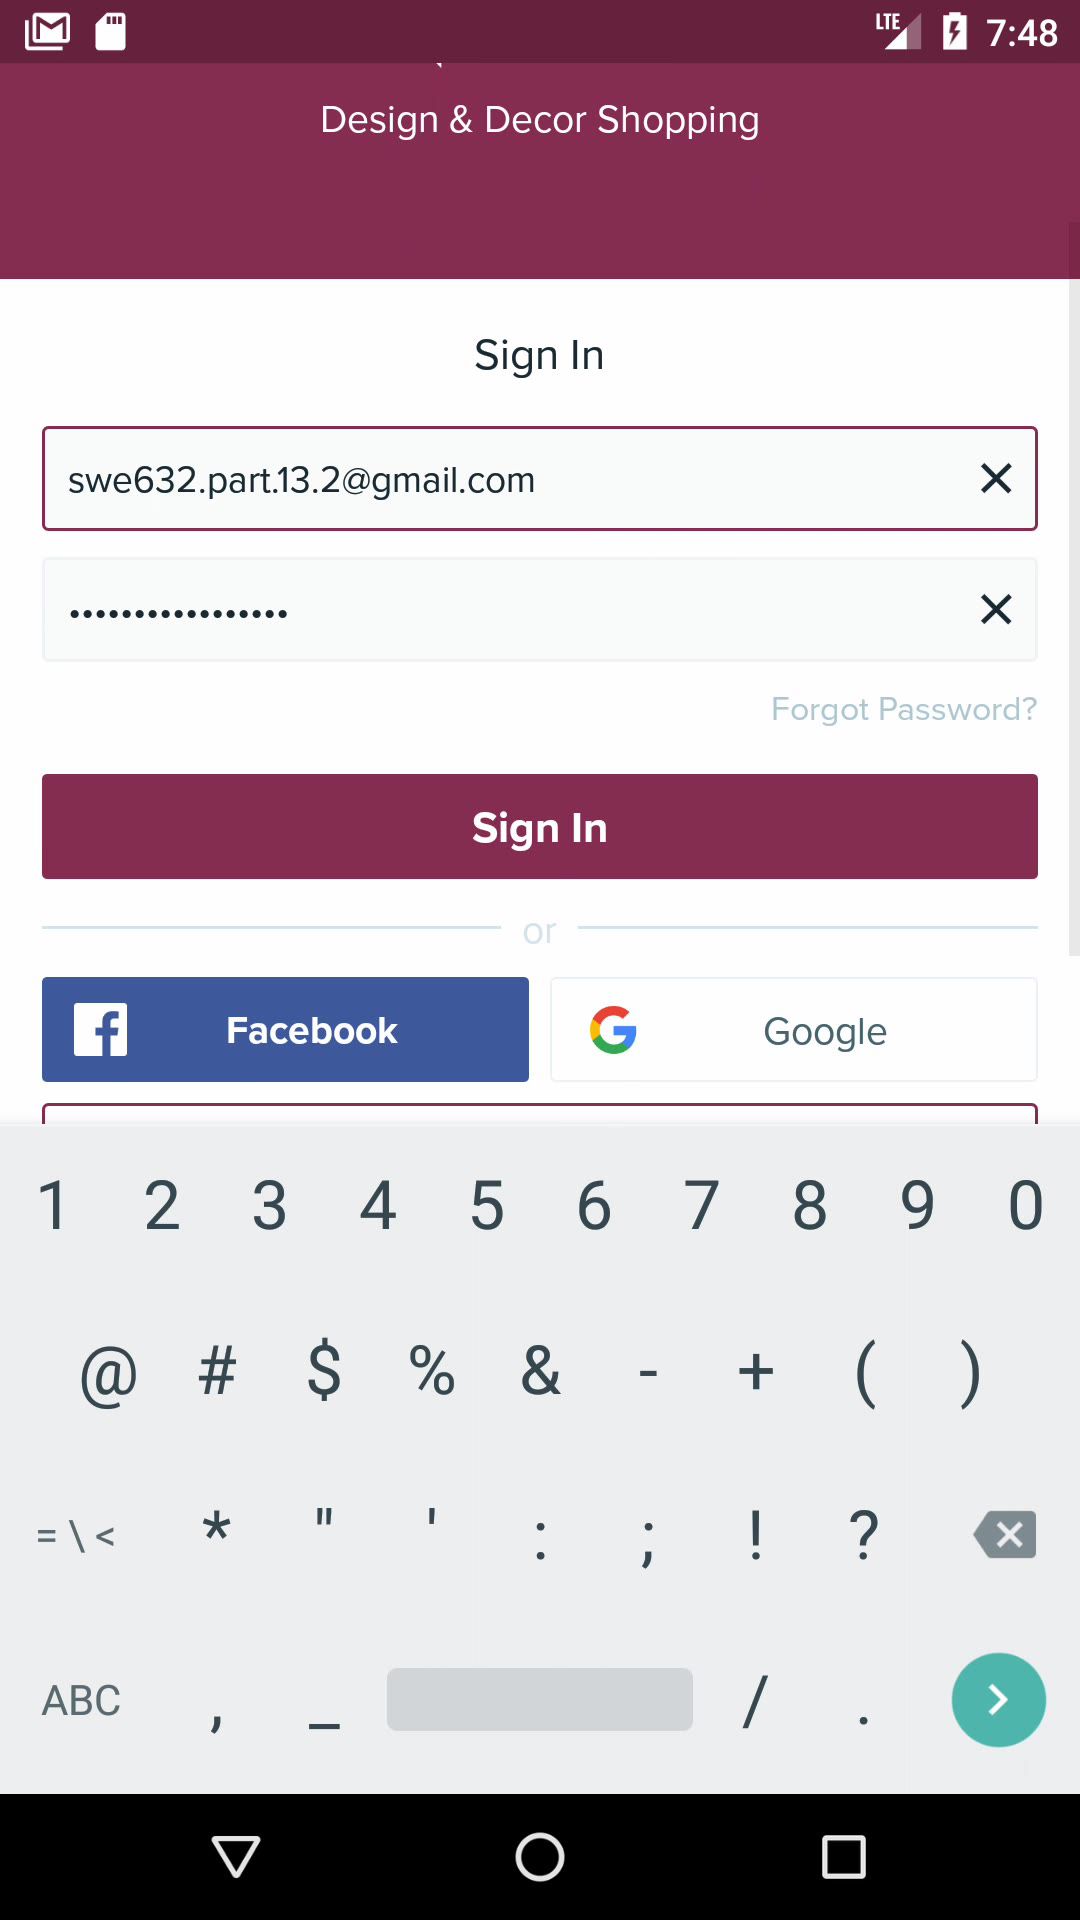 LTE 7:48
Design & Decor Shopping
Sign In
swe632.part.13.2@gmail.com
•••••••••••••••••
Forgot Password?
Sign In
or
Facebook Google
1 2 3 4 5 6 7 8 9 0
@ # $ % & - + ( )
= \ < * " ' : ; ! ?
ABC , _ / .